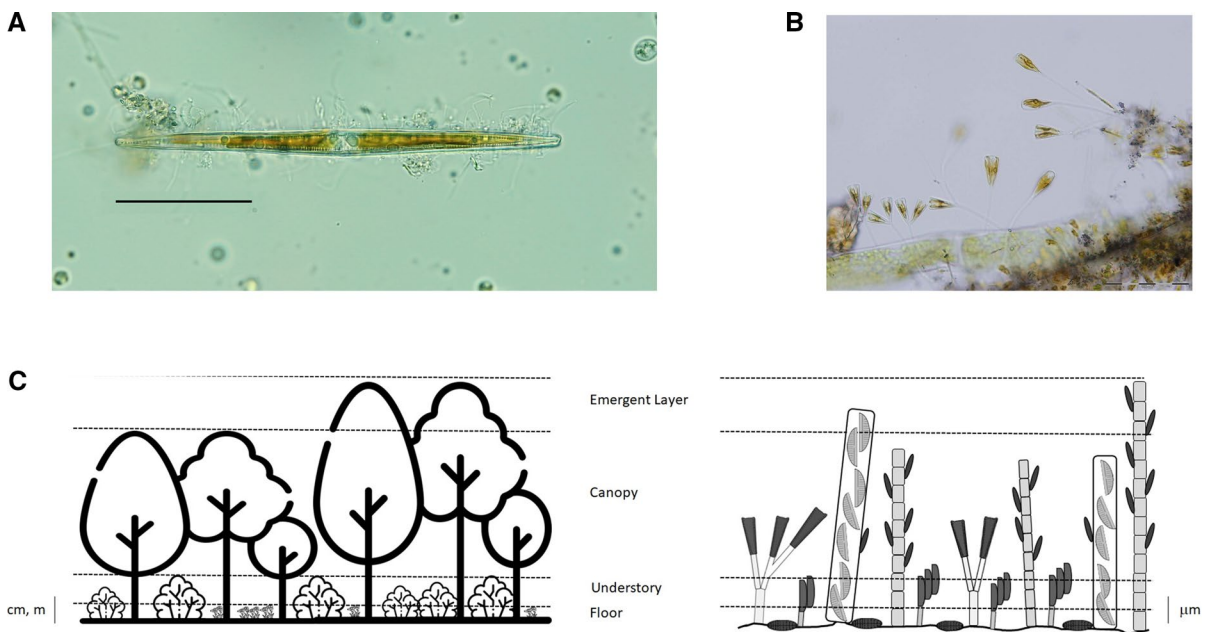 A
B
C
Emergent Layer
Canopy
Understory
Floor
cm, m
μm